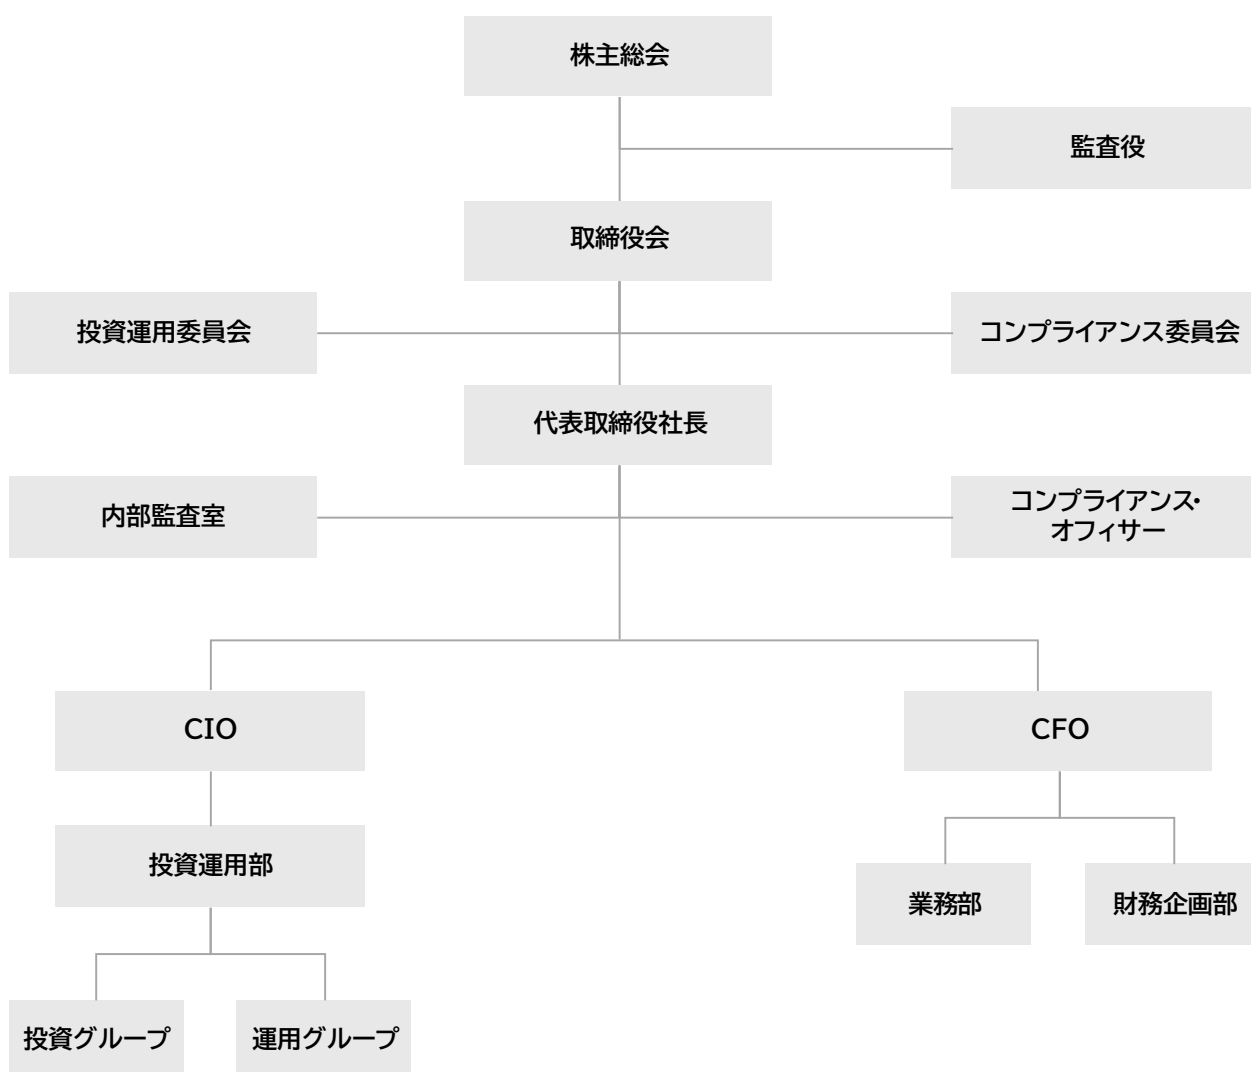 株主総会
監査役
取締役会
投資運用委員会
コンプライアンス委員会
代表取締役社長
内部監査室
コンプライアンス・
オフィサー
CIO
CFO
投資運用部
業務部
財務企画部
投資グループ
運用グループ